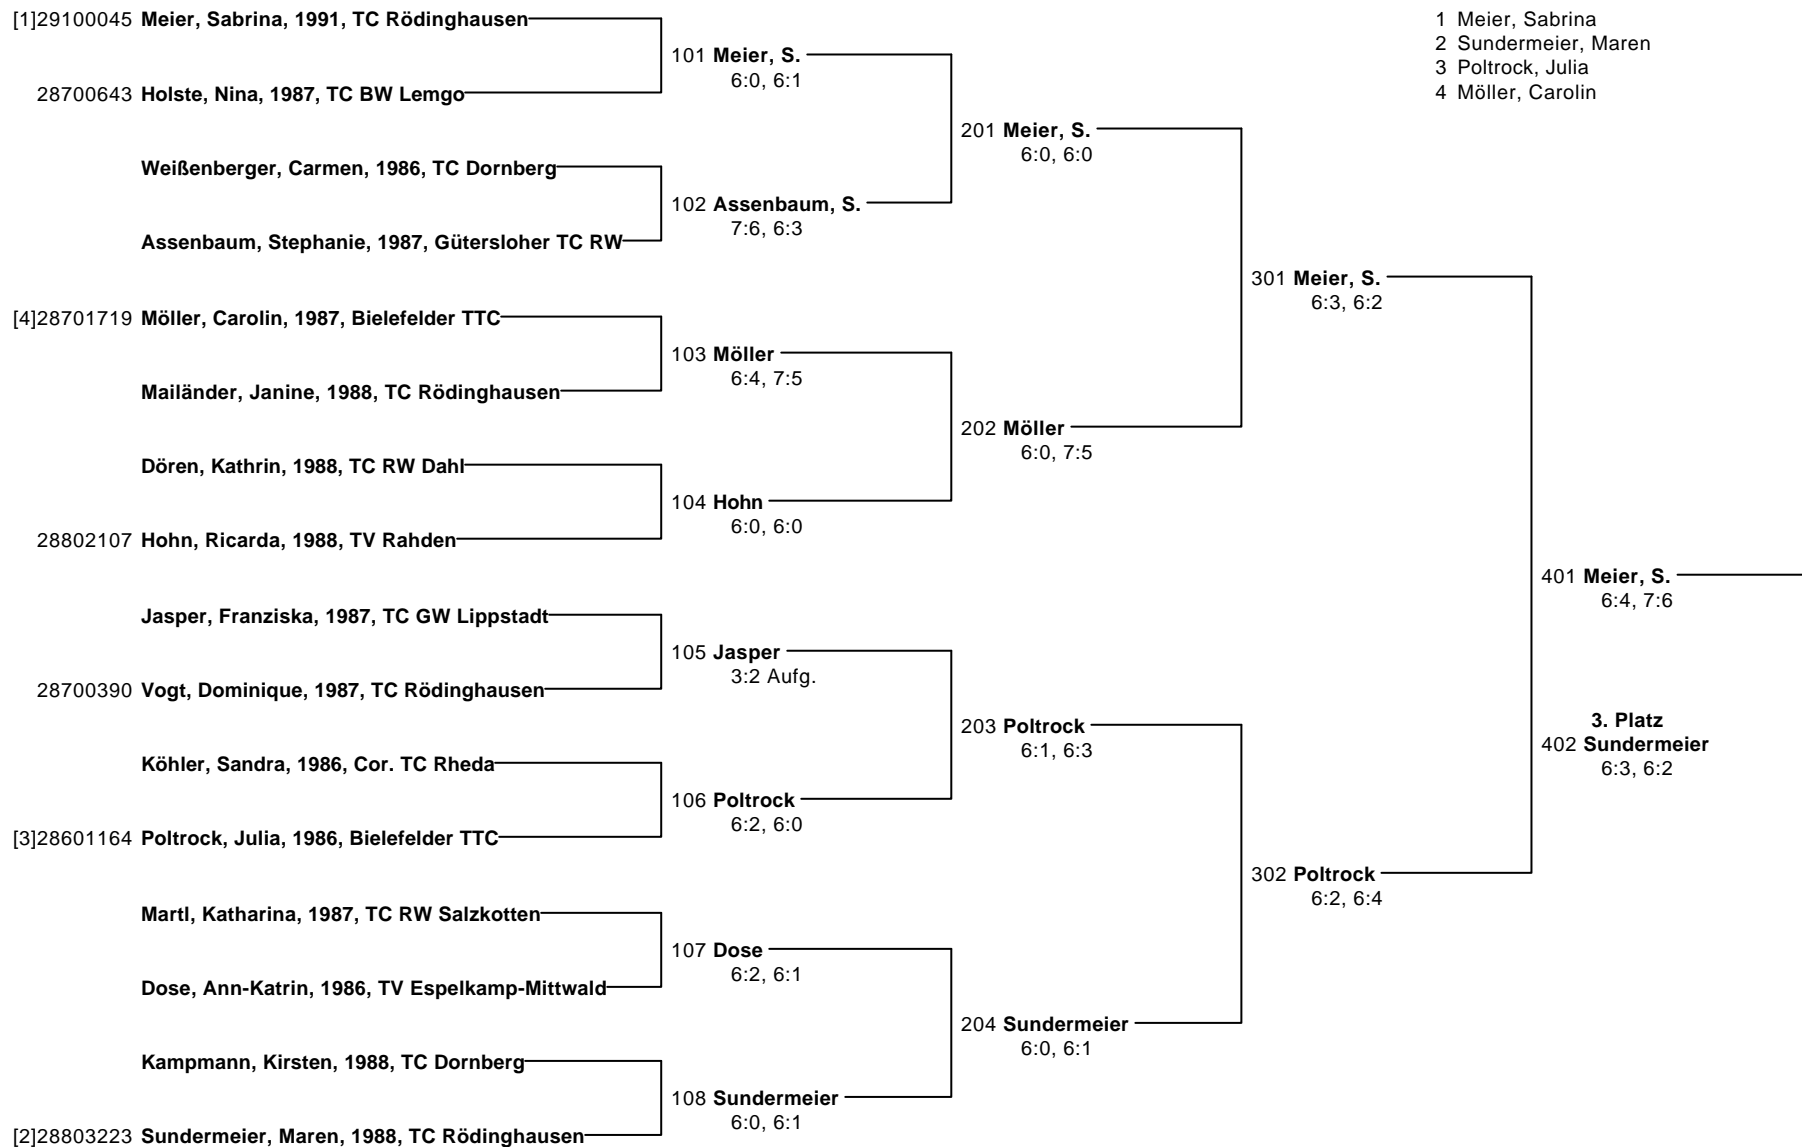 [1]29100045 Meier, Sabrina, 1991, TC Rödinghausen
28700643 Holste, Nina, 1987, TC BW Lemgo
Weißenberger, Carmen, 1986, TC Dornberg
Assenbaum, Stephanie, 1987, Gütersloher TC RW
[4]28701719 Möller, Carolin, 1987, Bielefelder TTC
Mailänder, Janine, 1988, TC Rödinghausen
Dören, Kathrin, 1988, TC RW Dahl
28802107 Hohn, Ricarda, 1988, TV Rahden
Jasper, Franziska, 1987, TC GW Lippstadt
28700390 Vogt, Dominique, 1987, TC Rödinghausen
Köhler, Sandra, 1986, Cor. TC Rheda
[3]28601164 Poltrock, Julia, 1986, Bielefelder TTC
Martl, Katharina, 1987, TC RW Salzkotten
Dose, Ann-Katrin, 1986, TV Espelkamp-Mittwald
Kampmann, Kirsten, 1988, TC Dornberg
[2]28803223 Sundermeier, Maren, 1988, TC Rödinghausen
101 Meier, S.
6:0, 6:1
102 Assenbaum, S.
7:6, 6:3
103 Möller
6:4, 7:5
104 Hohn
6:0, 6:0
105 Jasper
3:2 Aufg.
106 Poltrock
6:2, 6:0
107 Dose
6:2, 6:1
108 Sundermeier
6:0, 6:1
201 Meier, S.
6:0, 6:0
202 Möller
6:0, 7:5
203 Poltrock
6:1, 6:3
204 Sundermeier
6:0, 6:1
301 Meier, S.
6:3, 6:2
302 Poltrock
6:2, 6:4
401 Meier, S.
6:4, 7:6
3. Platz
402 Sundermeier
6:3, 6:2
1 Meier, Sabrina
2 Sundermeier, Maren
3 Poltrock, Julia
4 Möller, Carolin